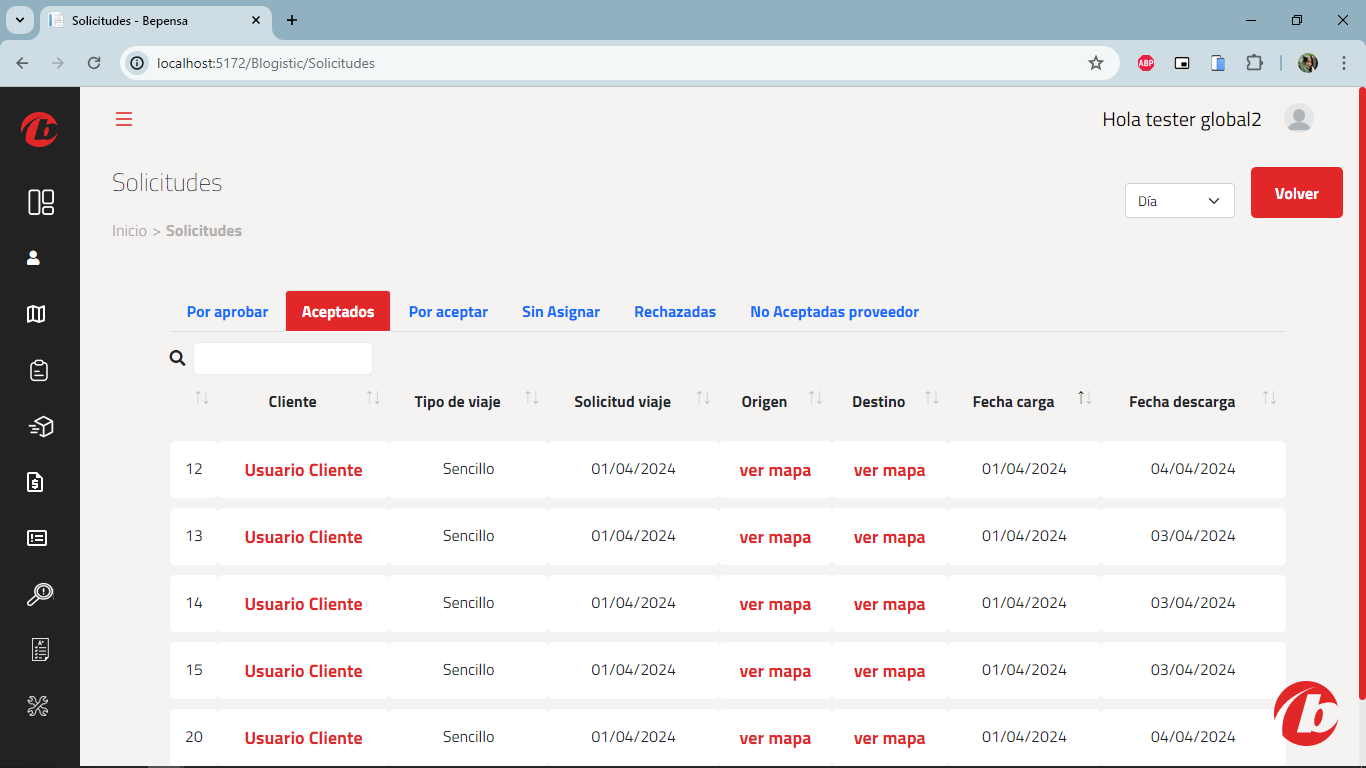 Solicitudes - Bepensa
localhost:5172/Blogistic/Solicitudes
ABP
b
Hola tester global2
Solicitudes
Día
Volver
Inicio > Solicitudes
Por aprobar Aceptados Por aceptar Sin Asignar Rechazadas No Aceptadas proveedor
Cliente Tipo de viaje Solicitud viaje Origen Destino Fecha carga Fecha descarga
12 Usuario Cliente Sencillo 01/04/2024 ver mapa ver mapa 01/04/2024 04/04/2024
13 Usuario Cliente Sencillo 01/04/2024 ver mapa ver mapa 01/04/2024 03/04/2024
14 Usuario Cliente Sencillo 01/04/2024 ver mapa ver mapa 01/04/2024 03/04/2024
15 Usuario Cliente Sencillo 01/04/2024 ver mapa ver mapa 01/04/2024 03/04/2024
20 Usuario Cliente Sencillo 01/04/2024 ver mapa ver mapa 01/04/2024 04/04/2024
b